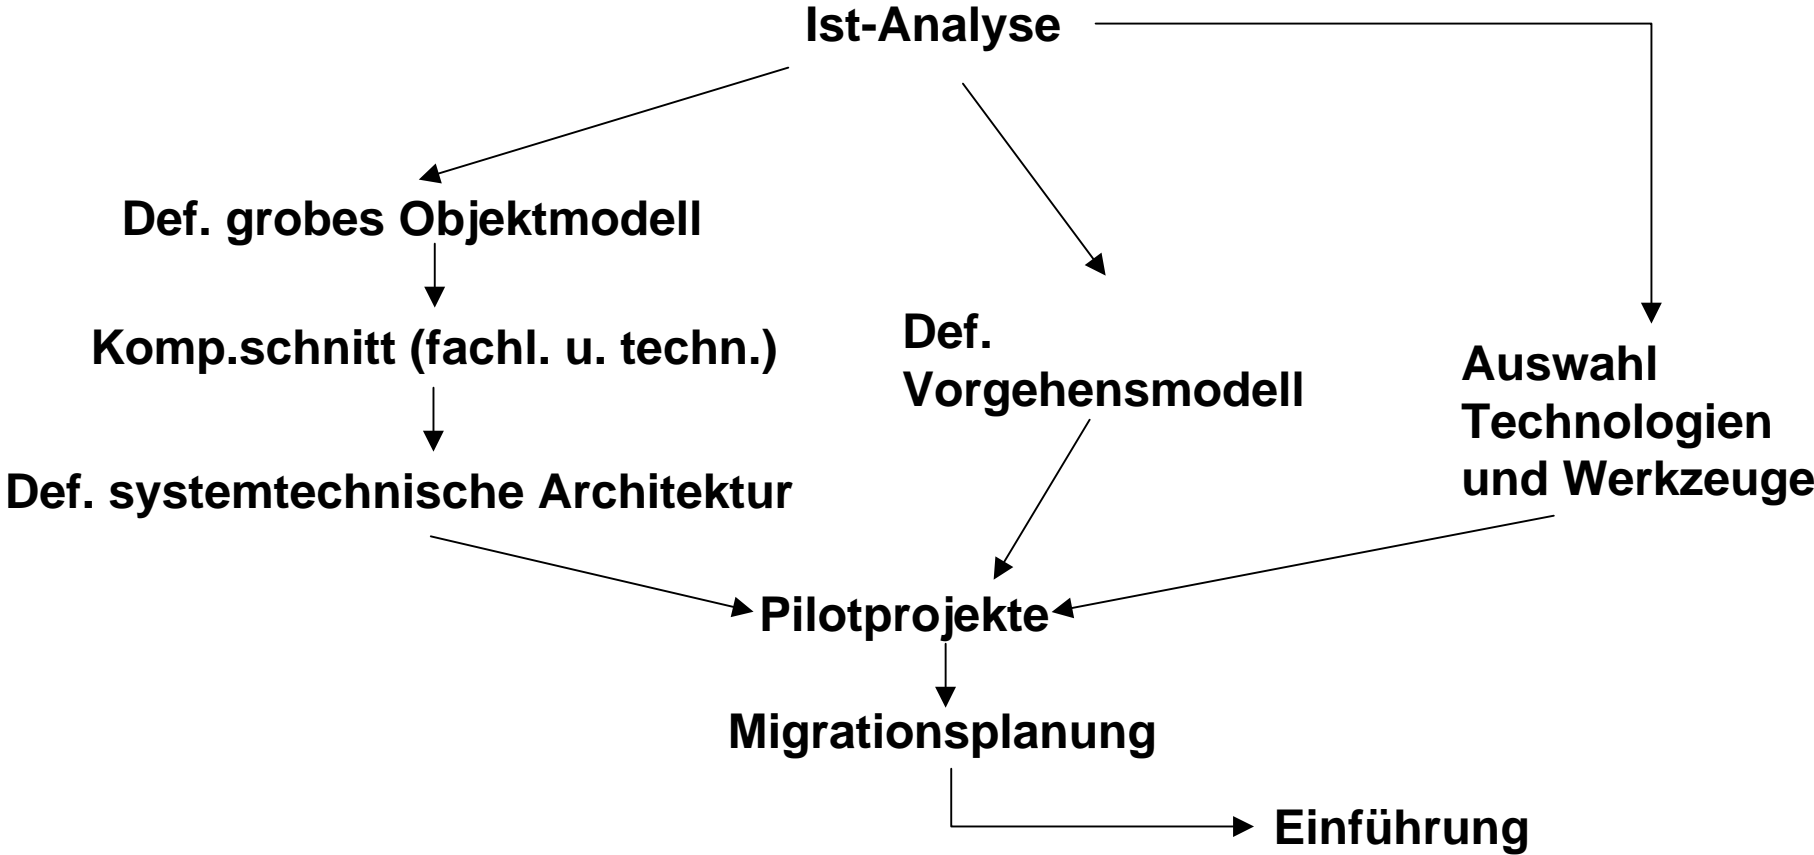 Ist-Analyse
Def. grobes Objektmodell
Komp.schnitt (fachl. u. techn.)
Def. systemtechnische Architektur
Def.
Vorgehensmodell
Auswahl
Technologien
und Werkzeuge
Pilotprojekte
Migrationsplanung
Einführung